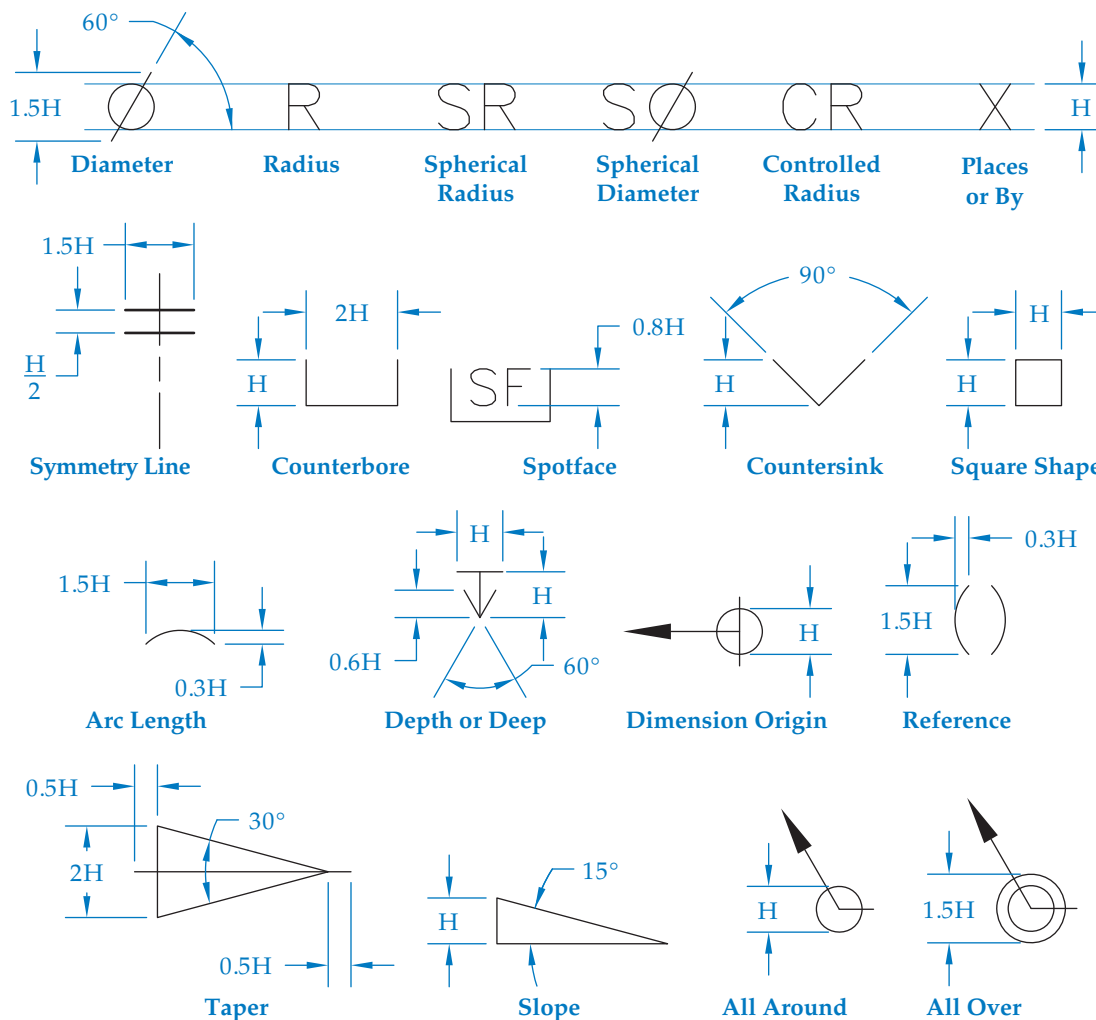 60°
1.5H
R
SR
S
CR
X
H
Diameter
Radius
Spherical
Radius
Spherical
Diameter
Controlled
Radius
Places
or By
1.5H
H
2
2H
H
SF
0.8H
90°
H
H
H
Symmetry Line
Counterbore
Spotface
Countersink
Square Shape
1.5H
0.3H
H
H
0.6H
60°
H
0.3H
1.5H
Arc Length
Depth or Deep
Dimension Origin
Reference
0.5H
30°
2H
0.5H
15°
H
H
1.5H
Taper
Slope
All Around
All Over